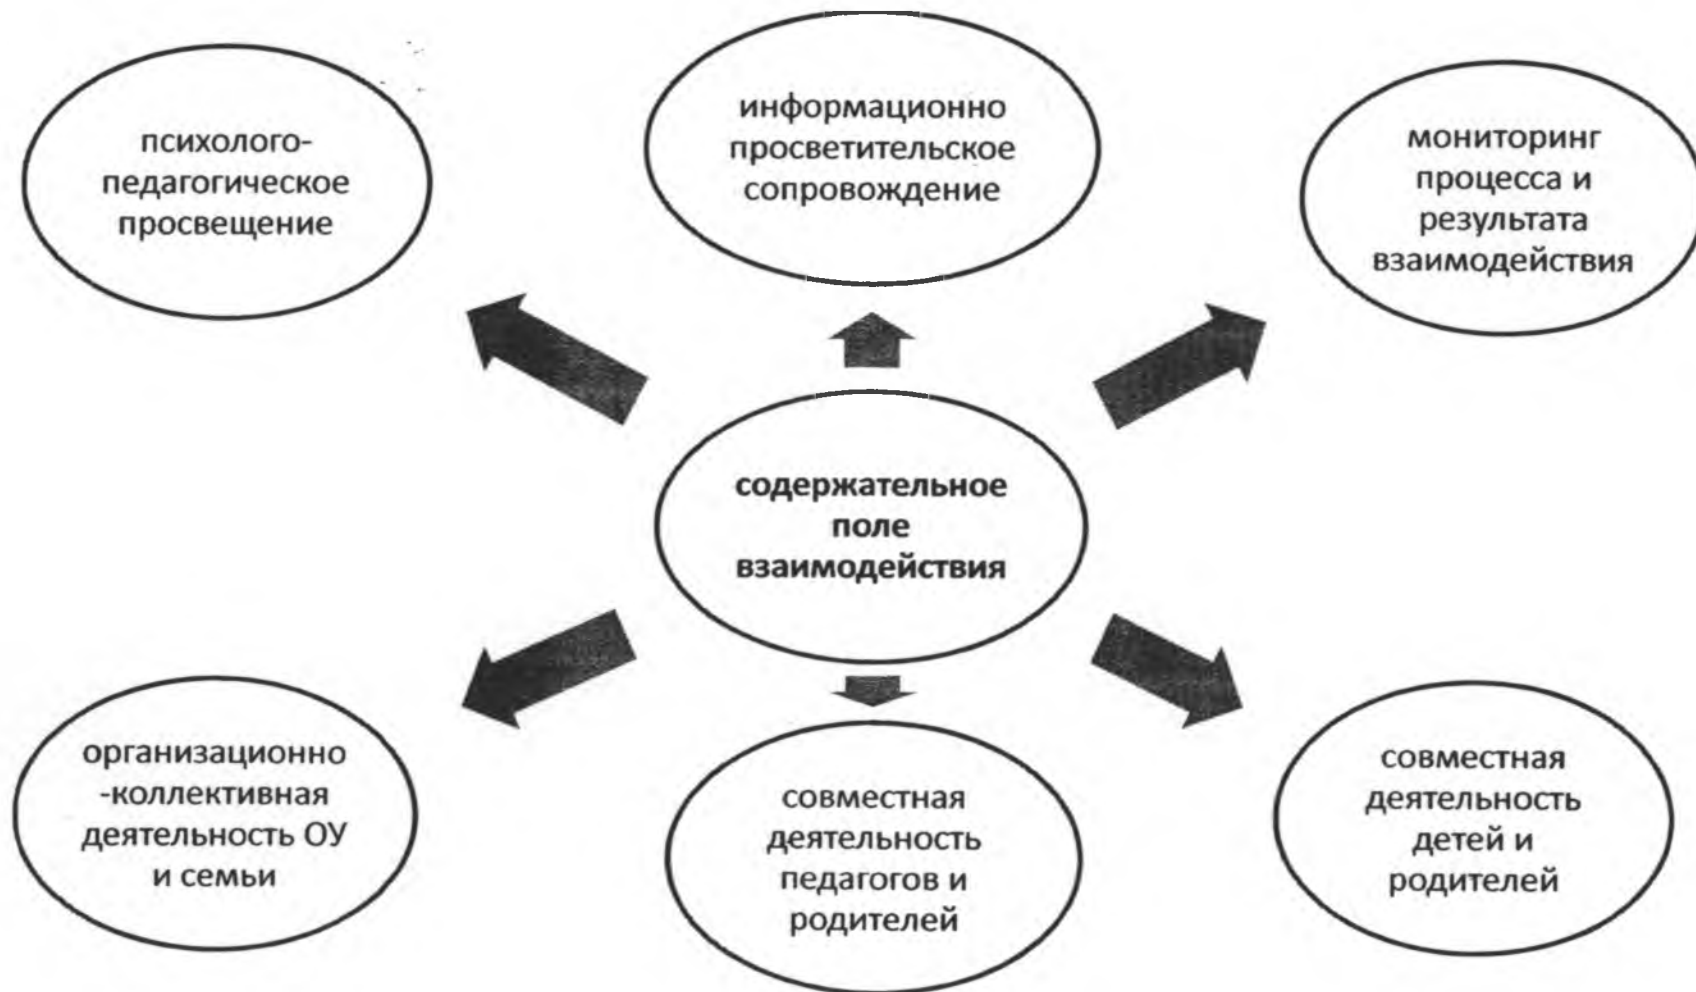 психолого-
педагогическое
просвещение
информационно
просветительское
сопровождение
мониторинг
процесса и
результата
взаимодействия
содержательное
поле
взаимодействия
организационно
-коллективная
деятельность ОУ
и семьи
совместная
деятельность
педагогов и
родителей
совместная
деятельность
детей и
родителей